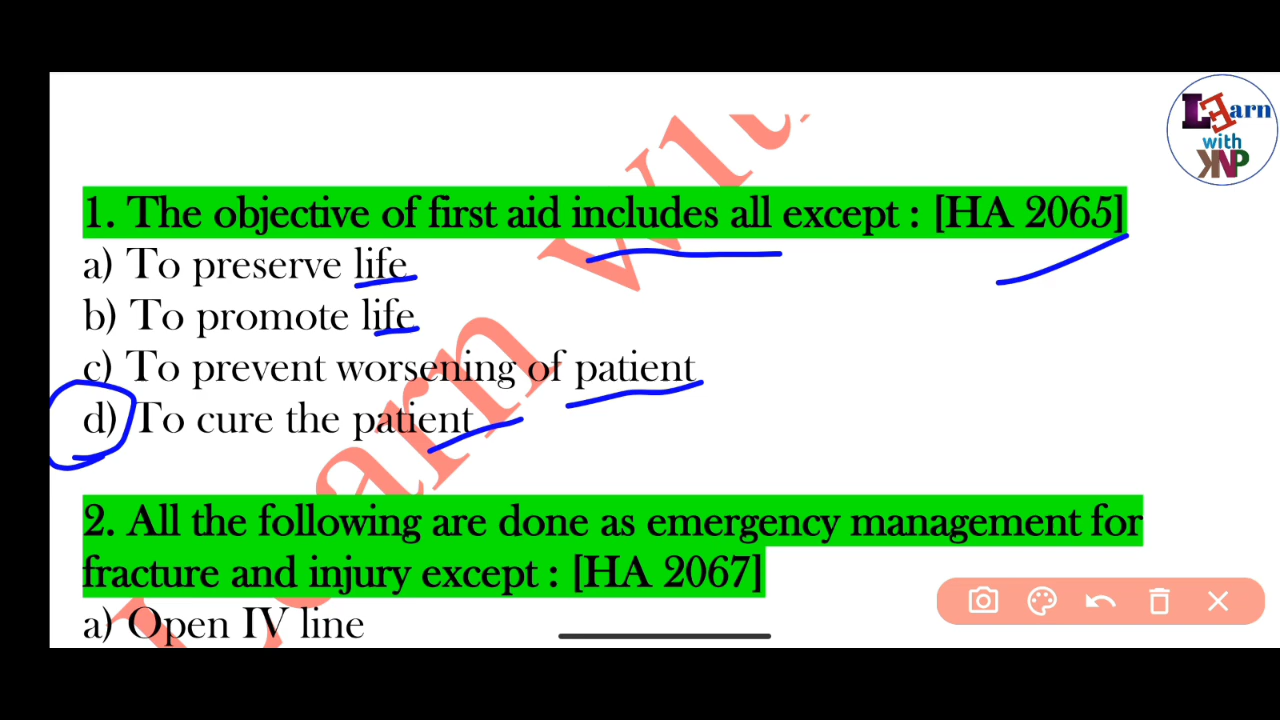 LEarn
with
KNP
Learn with
1. The objective of first aid includes all except : [HA 2065]
a) To preserve life
b) To promote life
c) To prevent worsening of patient
d) To cure the patient
2. All the following are done as emergency management for
fracture and injury except : [HA 2067]
a) Open IV line